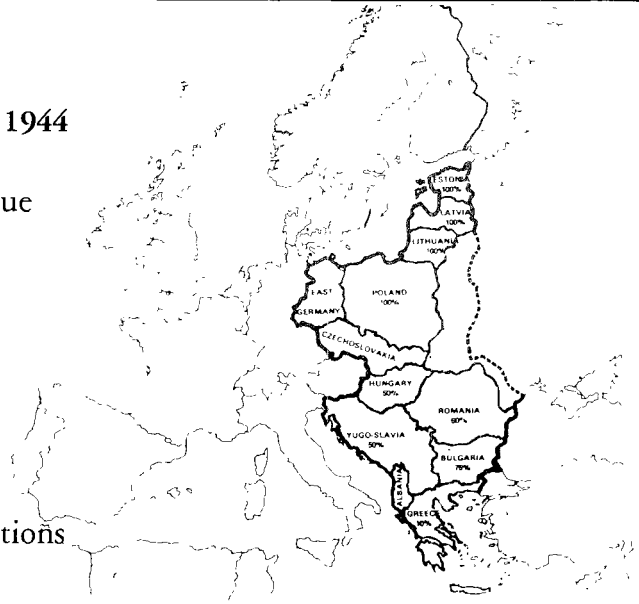 1944
ue
ESTONIA
100%
LATVIA
100%
LITHUANIA
100%
EAST
GERMANY
POLAND
100%
CZECHOSLOVAKIA
HUNGARY
50%
ROMANIA
YUGO-SLAVIA
50%
BULGARIA
75%
ALBANIA
GREECE
10%
tions